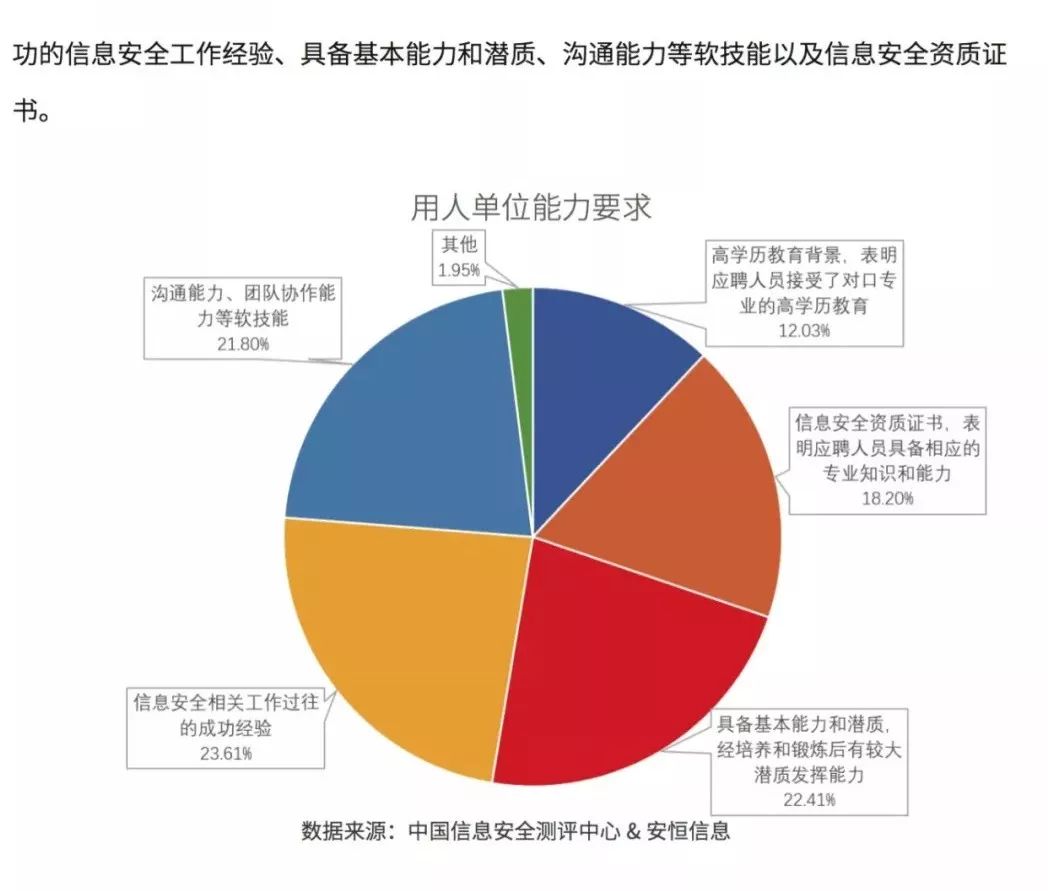 功的信息安全工作经验、具备基本能力和潜质、沟通能力等软技能以及信息安全资质证
书。
用人单位能力要求
其他
1.95%
高学历教育背景，表明
应聘人员接受了对口专
业的高学历教育
12.03%
沟通能力、团队协作能
力等软技能
21.80%
信息安全资质证书，表
明应聘人员具备相应的
专业知识和能力
18.20%
信息安全相关工作过往
的成功经验
23.61%
具备基本能力和潜质，
经培养和锻炼后有较大
潜质发挥能力
22.41%
数据来源：中国信息安全测评中心 & 安恒信息